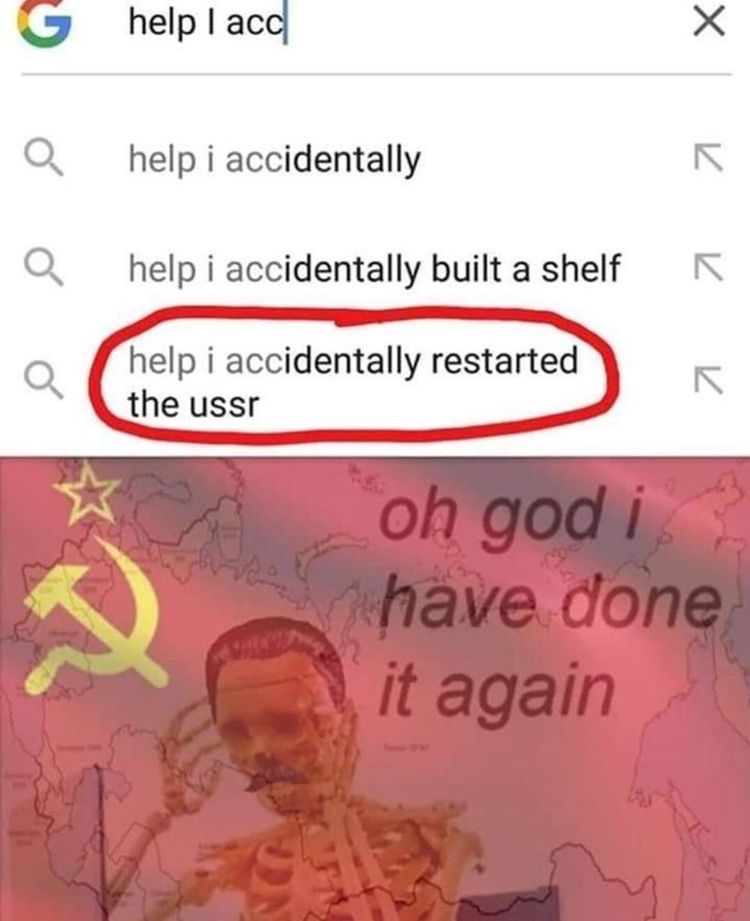 help I acc
help i accidentally
help i accidentally built a shelf
help i accidentally restarted
the ussr
oh god i
have done
it again